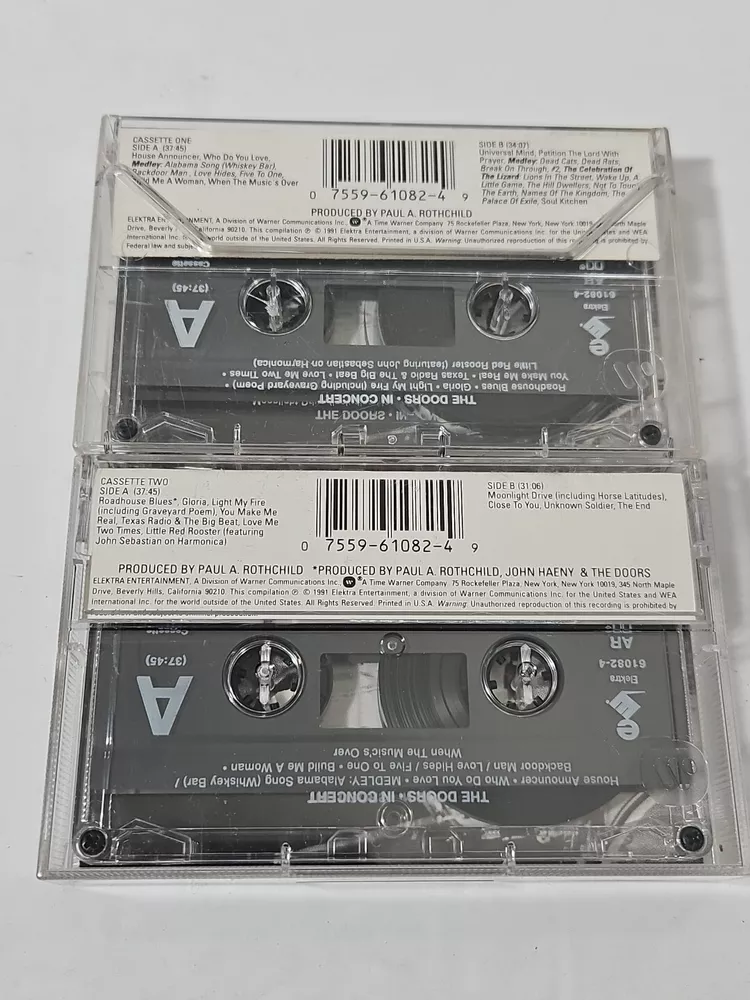 CASSETTE ONE
SIDE A (37:45)
House Announcer, Who Do You Love,
Medley: Alabama Song (Whiskey Bar),
Backdoor Man, Love Hides, Five To One,
Build Me A Woman, When The Music's Over
SIDE B (34:07)
Universal Mind, Petition The Lord With
Prayer, Medley: Dead Cats, Dead Rats,
Break On Through, #2, The Celebration Of
The Lizard: Lions In The Street, Wake Up, A
Little Game, The Hill Dwellers, Not To Touch
The Earth, Names Of The Kingdom, The
Palace Of Exile, Soul Kitchen
0 7559-61082-4 9
PRODUCED BY PAUL A. ROTHCHILD
ELEKTRA ENTERTAINMENT, A Division of Warner Communications Inc. ® A Time Warner Company. 75 Rockefeller Plaza, New York, New York 10019, North Maple
Drive, Beverly Hills, California 90210. This compilation ℗ © 1991 Elektra Entertainment, a division of Warner Communications Inc. for the United States and WEA
International Inc. for the world outside of the United States. All Rights Reserved. Printed in U.S.A. Warning: Unauthorized reproduction of this recording is prohibited by
Federal law and
Cassette
A
(37:45)
AR
61082-4
Elektra
Little Red Rooster (featuring John Sebastian on Harmonica)
You Make Me Real • Texas Radio & The Big Beat • Love Me Two Times •
Roadhouse Blues • Gloria • Light My Fire (including Graveyard Poem) •
THE DOORS • IN CONCERT
THE DOORS •
CASSETTE TWO
SIDE A (37:45)
Roadhouse Blues*, Gloria, Light My Fire
(including Graveyard Poem), You Make Me
Real, Texas Radio & The Big Beat, Love Me
Two Times, Little Red Rooster (featuring
John Sebastian on Harmonica)
SIDE B (31:06)
Moonlight Drive (including Horse Latitudes),
Close To You, Unknown Soldier, The End
0 7559-61082-4 9
PRODUCED BY PAUL A. ROTHCHILD *PRODUCED BY PAUL A. ROTHCHILD, JOHN HAENY & THE DOORS
ELEKTRA ENTERTAINMENT, A Division of Warner Communications Inc. ® A Time Warner Company. 75 Rockefeller Plaza, New York, New York 10019, 345 North Maple
Drive, Beverly Hills, California 90210. This compilation ℗ © 1991 Elektra Entertainment, a division of Warner Communications Inc. for the United States and WEA
International Inc. for the world outside of the United States. All Rights Reserved. Printed in U.S.A. Warning: Unauthorized reproduction of this recording is prohibited by
Cassette
A
(37:45)
AR
61082-4
Elektra
When The Music's Over
Backdoor Man / Love Hides / Five To One • Build Me A Woman •
House Announcer • Who Do You Love • MEDLEY: Alabama Song (Whiskey Bar) /
THE DOORS • IN CONCERT